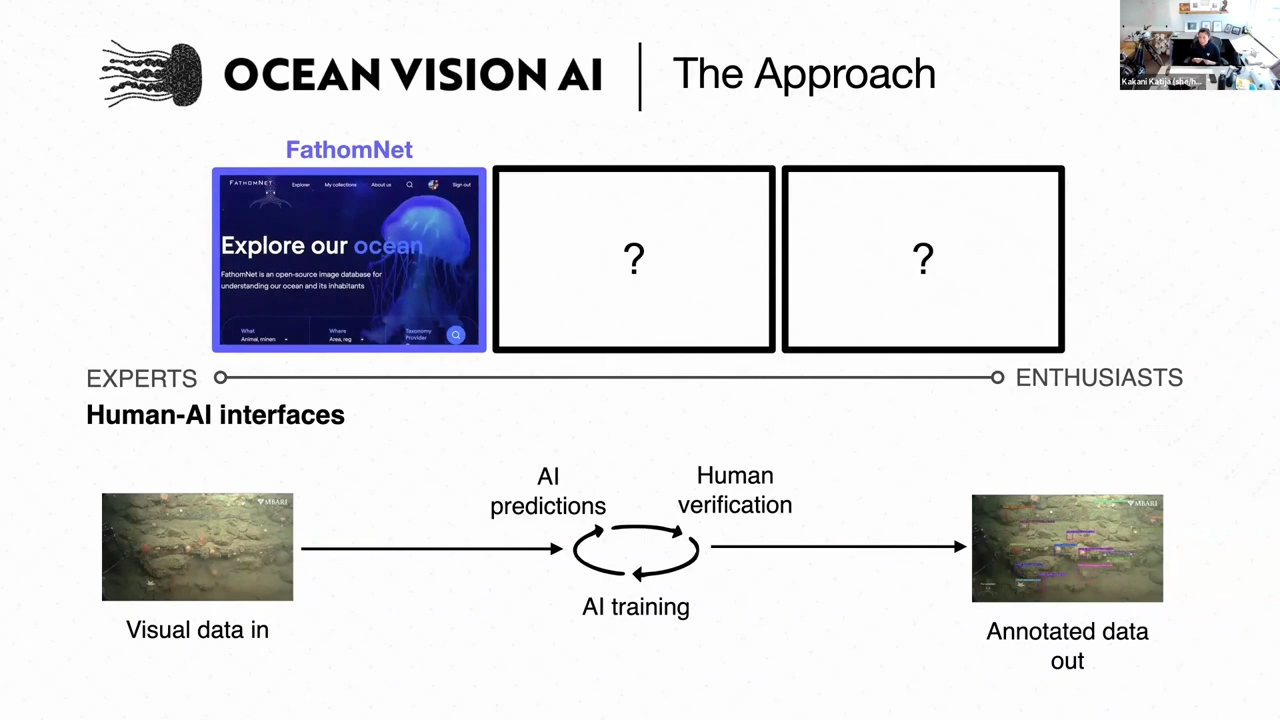 OCEAN VISION AI
The Approach
Kakani Katija (she/h...
FathomNet
FATHOMNET
Explorer
My collections
About us
Sign out
Explore our ocean
FathomNet is an open-source image database for
understanding our ocean and its inhabitants
What
Animal, miner
Where
Area, reg
Taxonomy
Provider
?
?
EXPERTS
ENTHUSIASTS
Human-AI interfaces
AI
predictions
Human
verification
MBARI
MBARI
AI training
Visual data in
Annotated data
out